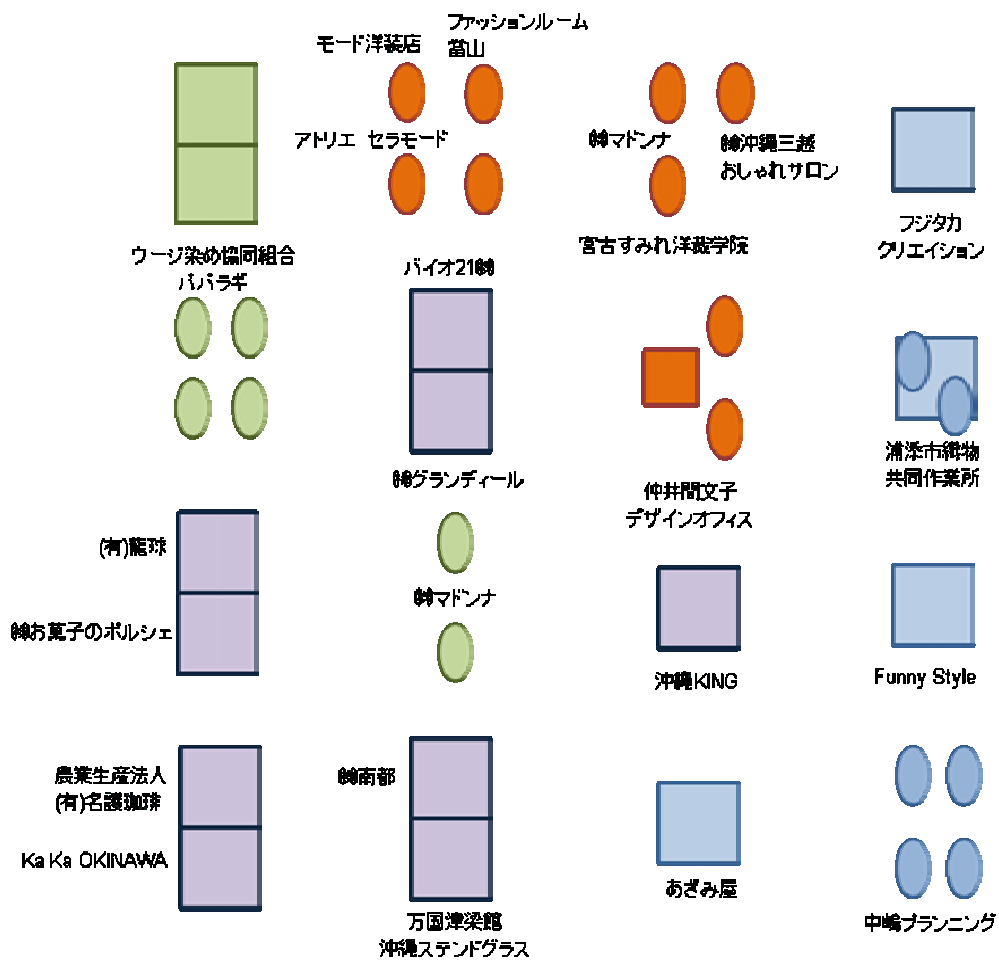 ファッションルーム
當山
モード洋装店
アトリエ セラモード
㈱マドンナ
㈱沖縄三越
おしゃれサロン
フジタカ
クリエイション
ウージ染め協同組合
パパラギ
バイオ21㈱
宮古すみれ洋裁学院
㈱グランディール
仲井間文子
デザインオフィス
浦添市織物
共同作業所
(有)龍球
㈱お菓子のポルシェ
㈱マドンナ
沖縄KING
Funny Style
農業生産法人
(有)名護珈琲
Ka Ka OKINAWA
㈱南都
万国津梁館
沖縄ステンドグラス
あざみ屋
中嶋プランニング